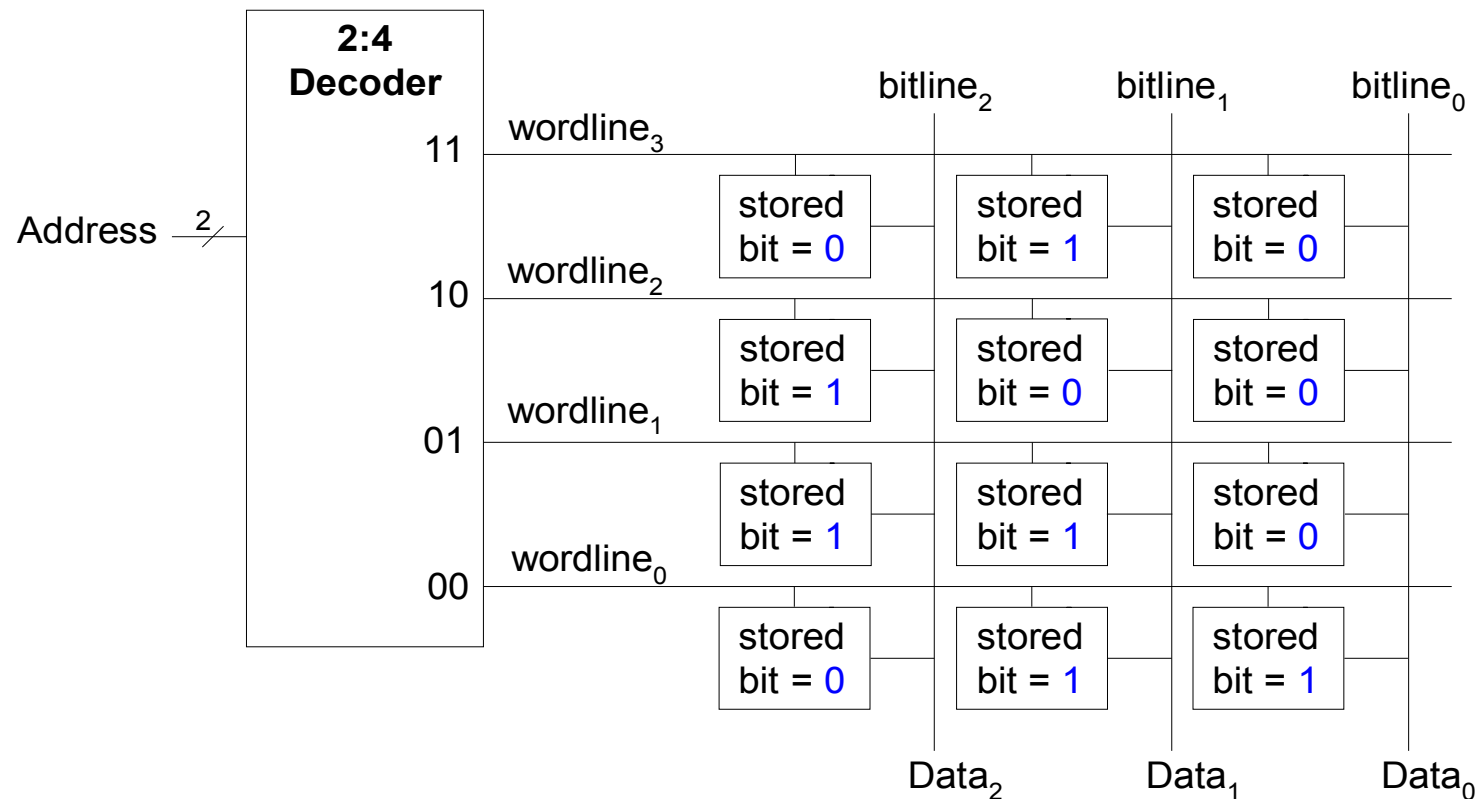 2:4
Decoder
bitline₂ bitline₁ bitline₀
wordline₃
11
stored stored stored
bit = 0 bit = 1 bit = 0
Address 2
wordline₂
10
stored stored stored
bit = 1 bit = 0 bit = 0
wordline₁
01
stored stored stored
bit = 1 bit = 1 bit = 0
wordline₀
00
stored stored stored
bit = 0 bit = 1 bit = 1
Data₂ Data₁ Data₀